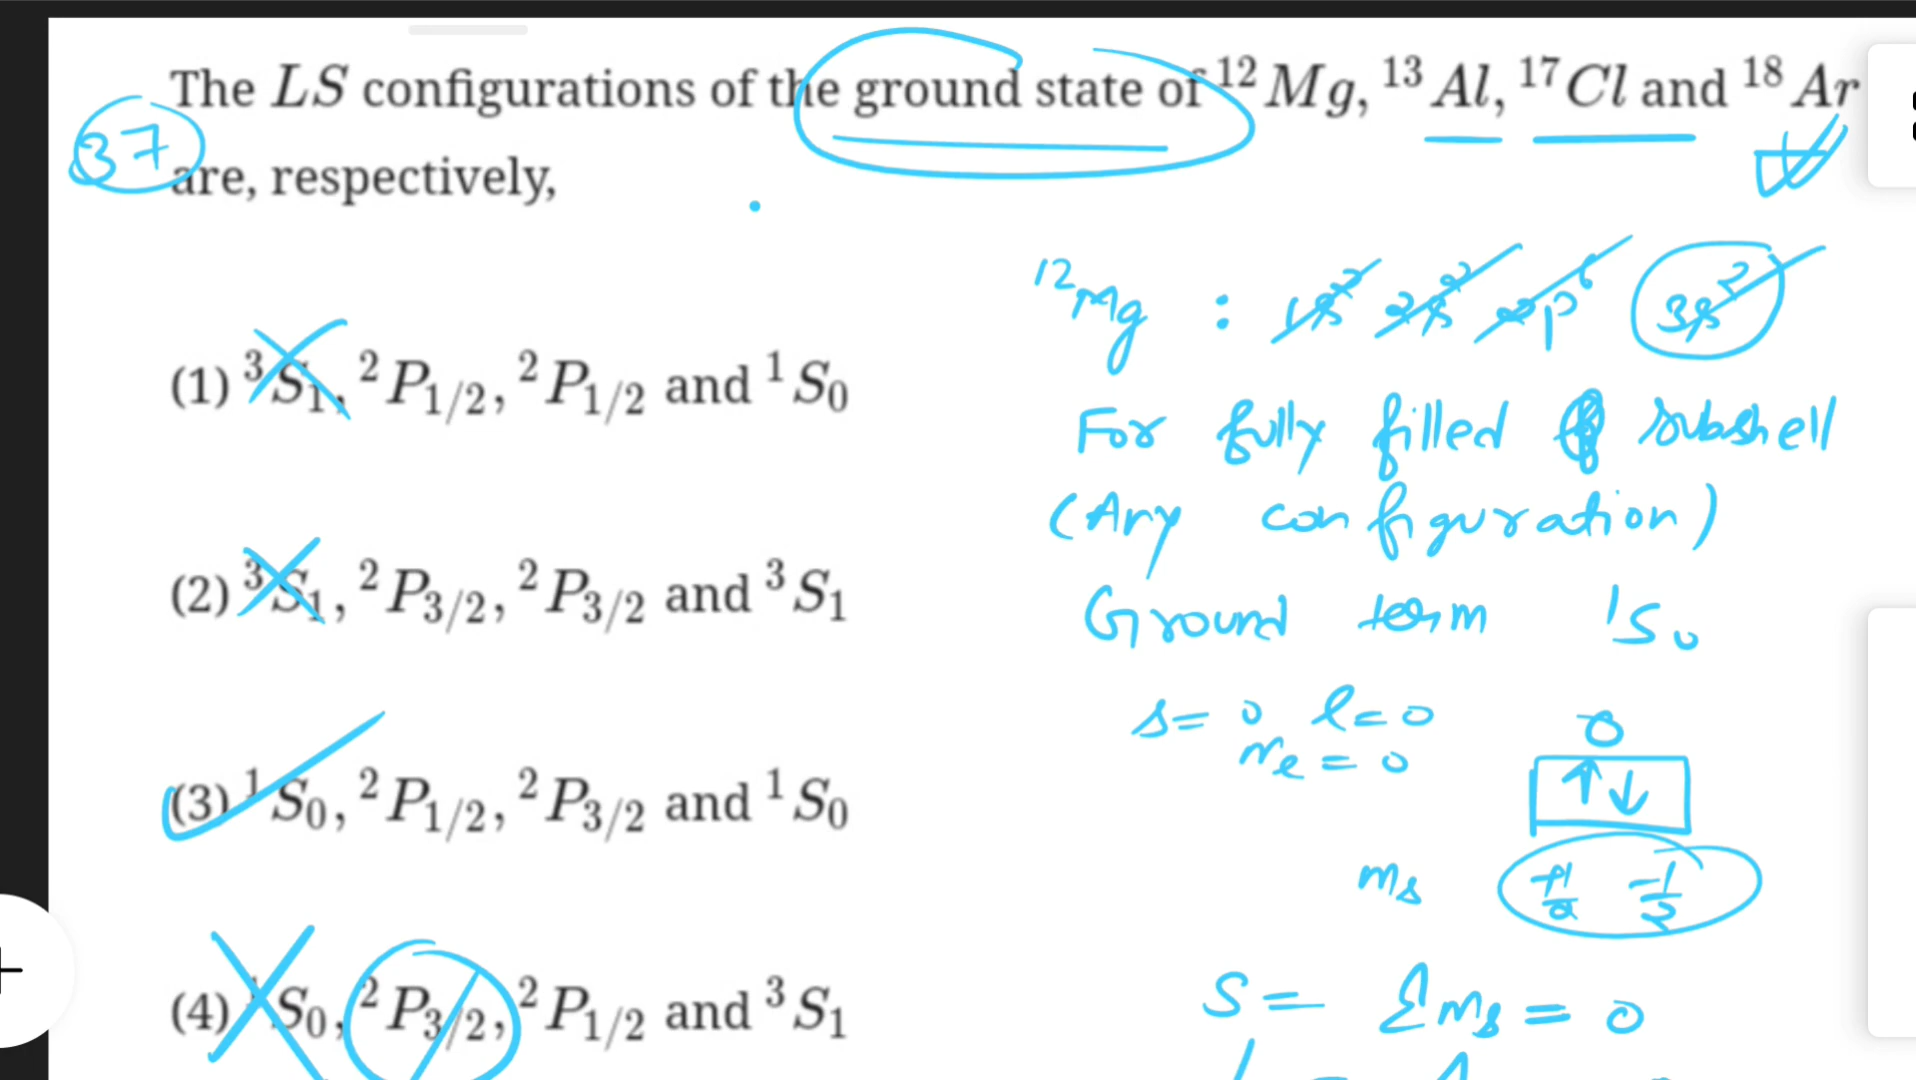 The LS configurations of the ground state of ¹²Mg, ¹³Al, ¹⁷Cl and ¹⁸Ar
37
are, respectively,
¹²Mg : 1s² 2s² 2p⁶ 3s²
(1) ³S₁, ²P₁/₂, ²P₁/₂ and ¹S₀
For fully filled subshell
(Any configuration)
(2) ³S₁, ²P₃/₂, ²P₃/₂ and ³S₁
Ground term ¹S₀
s = 0 l = 0
mₑ = 0
0
↑↓
(3) ¹S₀, ²P₁/₂, ²P₃/₂ and ¹S₀
mₛ +1/2 -1/2
(4) ¹S₀, ²P₃/₂, ²P₁/₂ and ³S₁
S = Σmₛ = 0